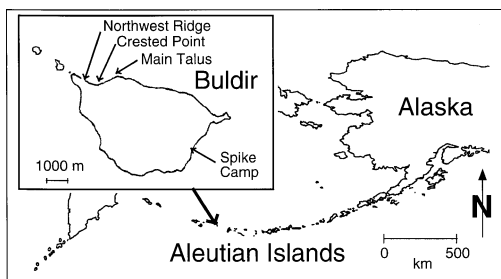 Northwest Ridge
Crested Point
Main Talus
Buldir
1000 m
Spike
Camp
Alaska
N
Aleutian Islands
0 500
km